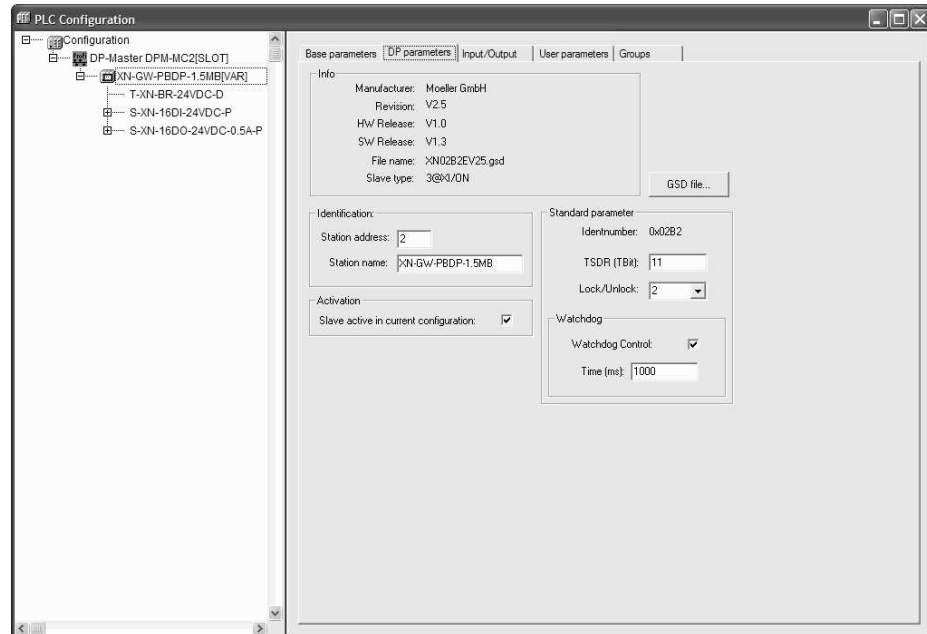 PLC Configuration
Configuration
DP-Master DPM-MC2[SLOT]
XN-GW-PBDP-1.5MB[VAR]
T-XN-BR-24VDC-D
S-XN-16DI-24VDC-P
S-XN-16DO-24VDC-0.5A-P
Base parameters DP parameters Input/Output User parameters Groups
Info
Manufacturer: Moeller GmbH
Revision: V2.5
HW Release: V1.0
SW Release: V1.3
File name: XN02B2EV25.gsd
Slave type: 3@XI/ON
GSD file...
Identification:
Station address: 2
Station name: XN-GW-PBDP-1.5MB
Activation
Slave active in current configuration:
Standard parameter
Identnumber: 0x02B2
TSDR (TBit): 11
Lock/Unlock: 2
Watchdog
Watchdog Control:
Time (ms): 1000